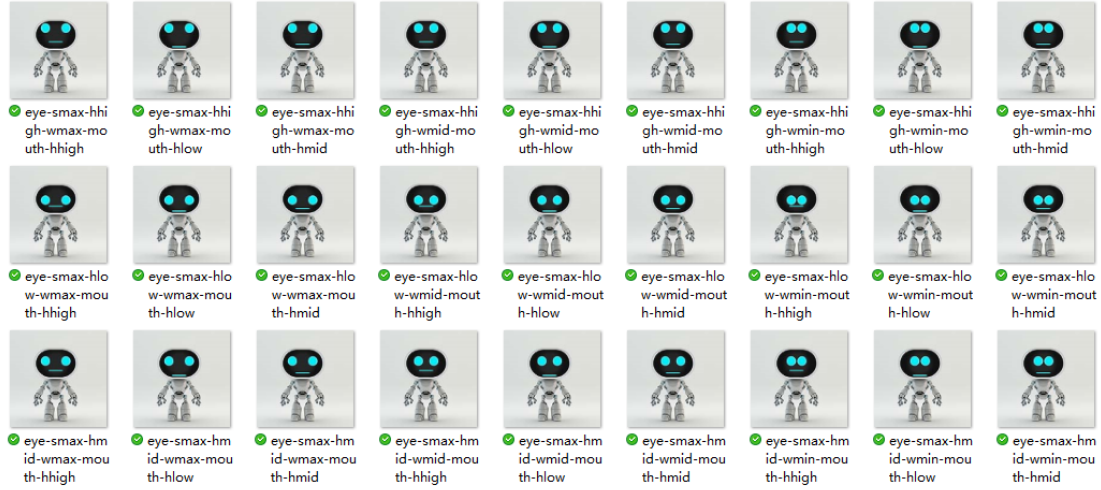 eye-smax-hhi
gh-wmax-mo
uth-hhigh
eye-smax-hhi
gh-wmax-mo
uth-hlow
eye-smax-hhi
gh-wmax-mo
uth-hmid
eye-smax-hhi
gh-wmid-mo
uth-hhigh
eye-smax-hhi
gh-wmid-mo
uth-hlow
eye-smax-hhi
gh-wmid-mo
uth-hmid
eye-smax-hhi
gh-wmin-mo
uth-hhigh
eye-smax-hhi
gh-wmin-mo
uth-hlow
eye-smax-hhi
gh-wmin-mo
uth-hmid
eye-smax-hlo
w-wmax-mou
th-hhigh
eye-smax-hlo
w-wmax-mou
th-hlow
eye-smax-hlo
w-wmax-mou
th-hmid
eye-smax-hlo
w-wmid-mout
h-hhigh
eye-smax-hlo
w-wmid-mout
h-hlow
eye-smax-hlo
w-wmid-mout
h-hmid
eye-smax-hlo
w-wmin-mout
h-hhigh
eye-smax-hlo
w-wmin-mout
h-hlow
eye-smax-hlo
w-wmin-mout
h-hmid
eye-smax-hm
id-wmax-mou
th-hhigh
eye-smax-hm
id-wmax-mou
th-hlow
eye-smax-hm
id-wmax-mou
th-hmid
eye-smax-hm
id-wmid-mou
th-hhigh
eye-smax-hm
id-wmid-mou
th-hlow
eye-smax-hm
id-wmid-mou
th-hmid
eye-smax-hm
id-wmin-mou
th-hhigh
eye-smax-hm
id-wmin-mou
th-hlow
eye-smax-hm
id-wmin-mou
th-hmid